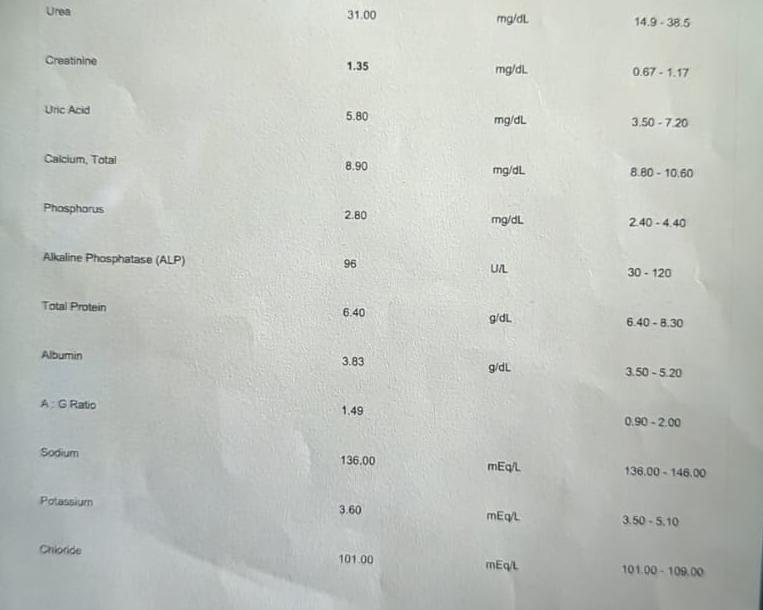 Urea 31.00 mg/dL 14.9 - 38.5
Creatinine 1.35 mg/dL 0.67 - 1.17
Uric Acid 5.80 mg/dL 3.50 - 7.20
Calcium, Total 8.90 mg/dL 8.80 - 10.60
Phosphorus 2.80 mg/dL 2.40 - 4.40
Alkaline Phosphatase (ALP) 96 U/L 30 - 120
Total Protein 6.40 g/dL 6.40 - 8.30
Albumin 3.83 g/dL 3.50 - 5.20
A : G Ratio 1.49 0.90 - 2.00
Sodium 136.00 mEq/L 136.00 - 146.00
Potassium 3.60 mEq/L 3.50 - 5.10
Chloride 101.00 mEq/L 101.00 - 109.00